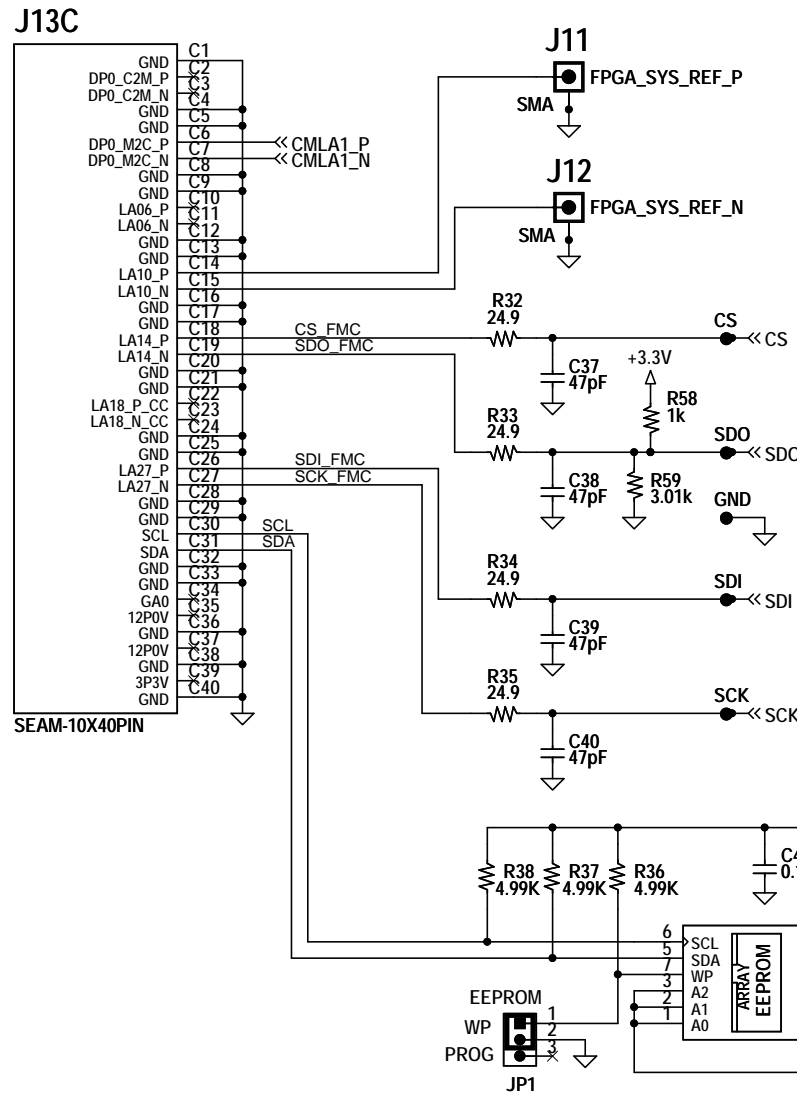 J13C
C1
GND
C2
DP0_C2M_P
C3
DP0_C2M_N
C4
GND
C5
GND
C6
DP0_M2C_P
CMLA1_P
C7
DP0_M2C_N
CMLA1_N
C8
GND
C9
GND
C10
LA06_P
C11
LA06_N
C12
GND
C13
GND
C14
LA10_P
C15
LA10_N
C16
GND
C17
GND
C18
LA14_P
CS_FMC
C19
LA14_N
SDO_FMC
C20
GND
C21
GND
C22
LA18_P_CC
C23
LA18_N_CC
C24
GND
C25
GND
C26
LA27_P
SDI_FMC
C27
LA27_N
SCK_FMC
C28
GND
C29
GND
C30
SCL
SCL
C31
SDA
SDA
C32
GND
C33
GND
C34
GA0
C35
12P0V
C36
GND
C37
12P0V
C38
GND
C39
3P3V
C40
GND
SEAM-10X40PIN
J11
FPGA_SYS_REF_P
SMA
J12
FPGA_SYS_REF_N
SMA
R32
24.9
CS
CS
C37
47pF
+3.3V
R58
1k
R33
24.9
SDO
SDO
C38
47pF
R59
3.01k
GND
R34
24.9
SDI
SDI
C39
47pF
R35
24.9
SCK
SCK
C40
47pF
R38
4.99K
R37
4.99K
R36
4.99K
6
SCL
5
SDA
7
WP
3
A2
2
A1
1
A0
ARRAY
EEPROM
EEPROM
WP
PROG
1
2
3
JP1